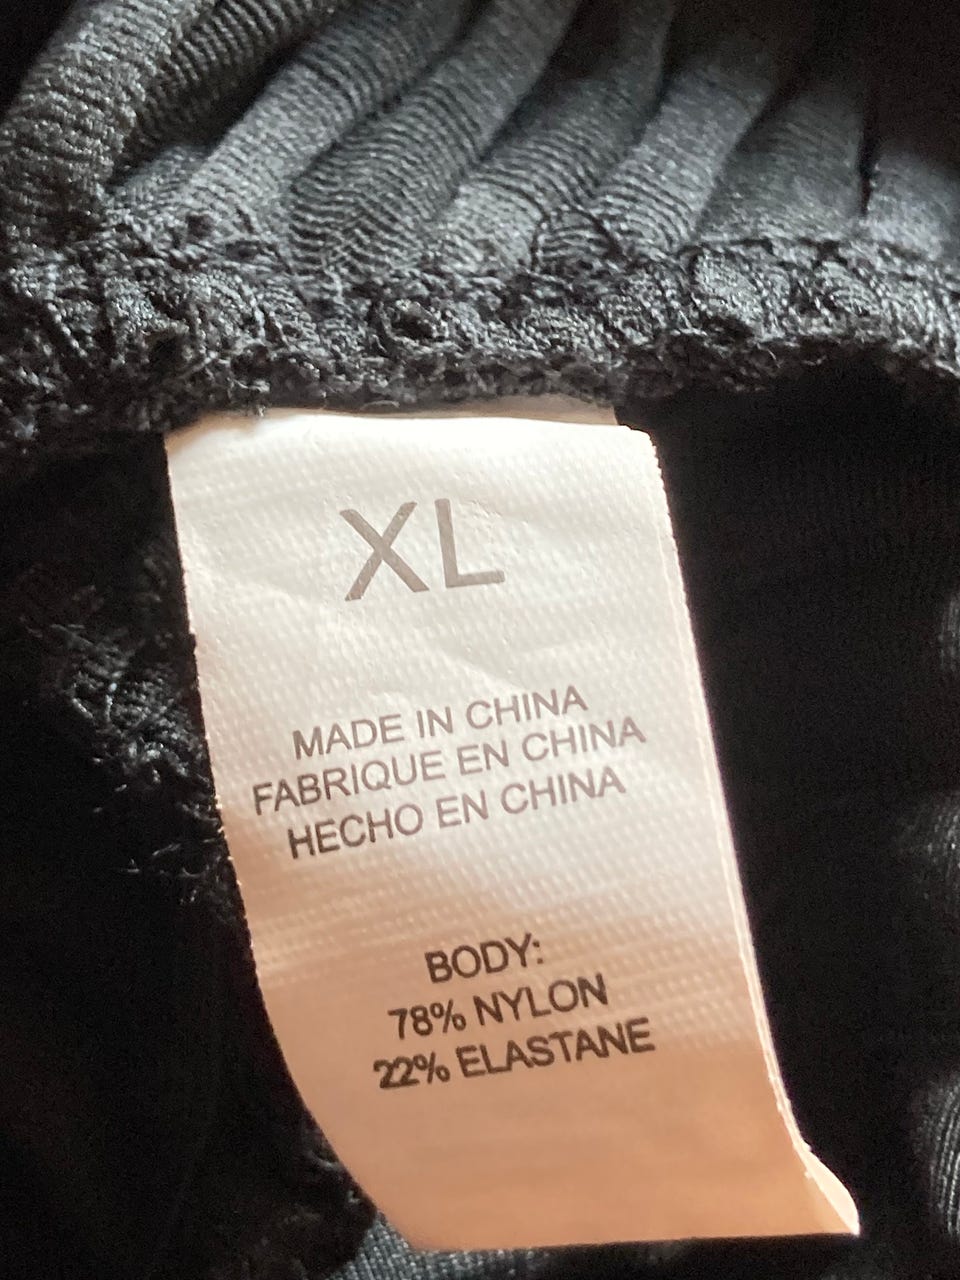 XL
MADE IN CHINA
FABRIQUE EN CHINA
HECHO EN CHINA
BODY:
78% NYLON
22% ELASTANE